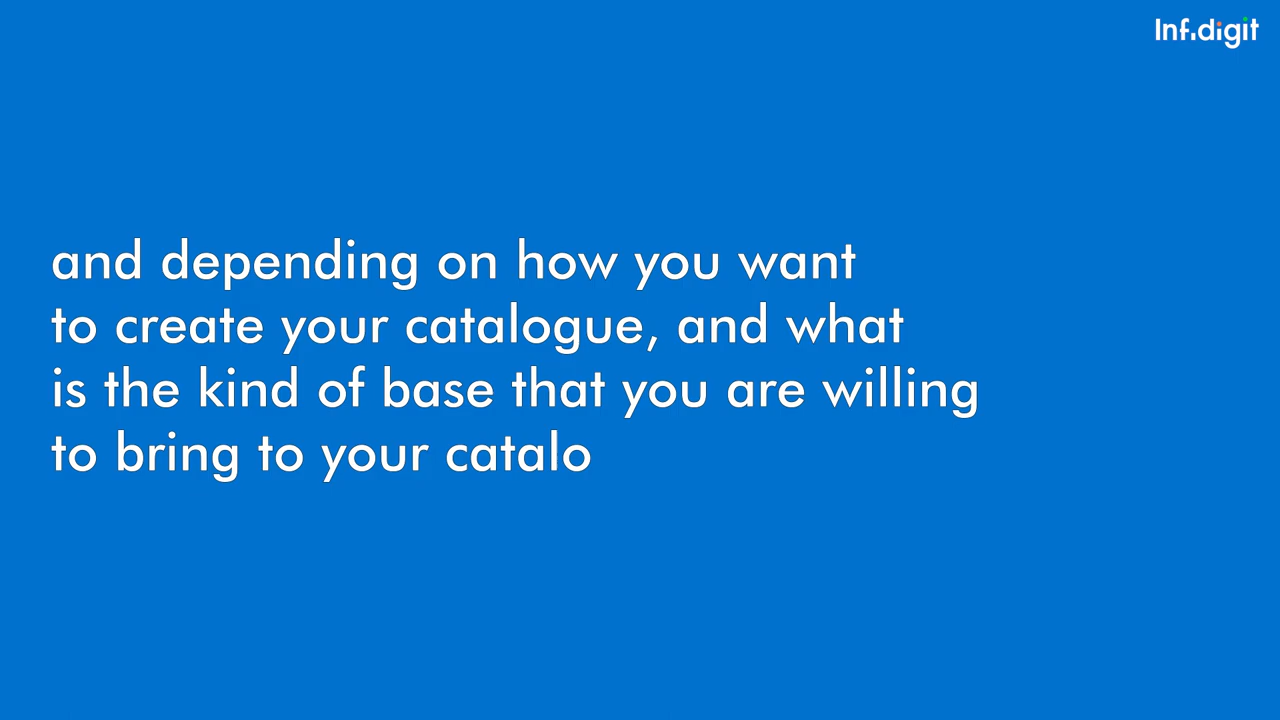 Inf.digit
and depending on how you want
to create your catalogue, and what
is the kind of base that you are willing
to bring to your catalo